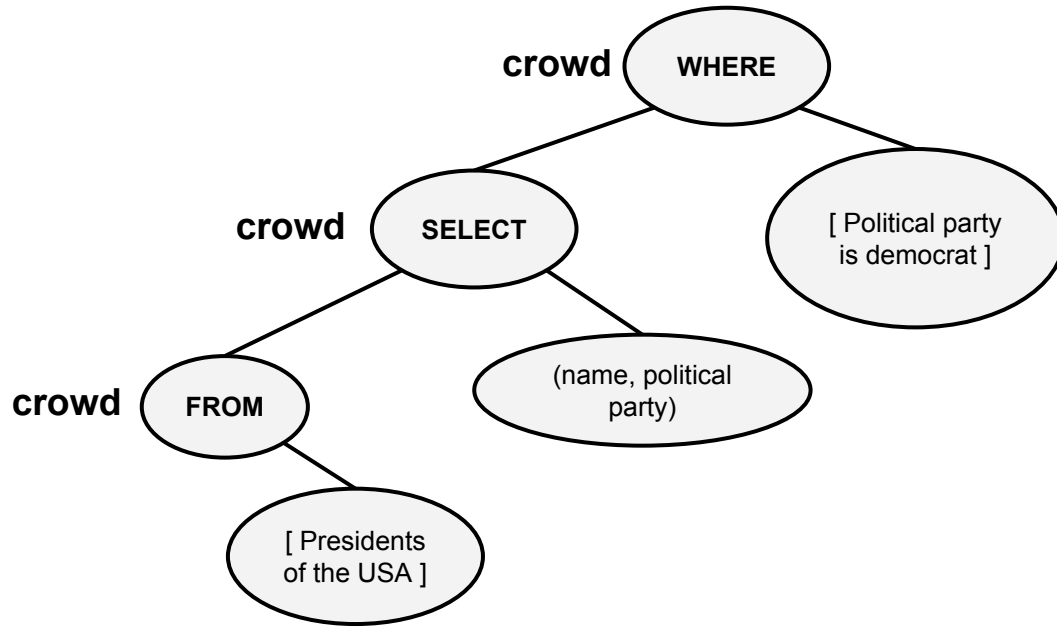 crowd WHERE
[ Political party
is democrat ]
crowd SELECT
(name, political
party)
crowd FROM
[ Presidents
of the USA ]